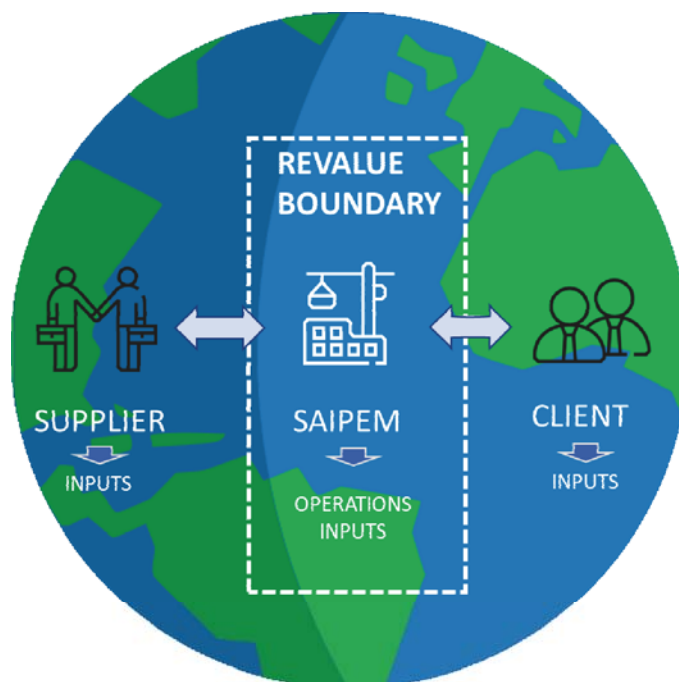 REVALUE
BOUNDARY
SUPPLIER
SAIPEM
CLIENT
INPUTS
OPERATIONS
INPUTS
INPUTS